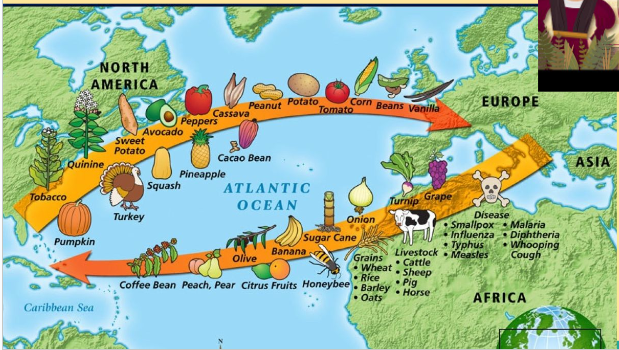 NORTH
AMERICA
EUROPE
ASIA
AFRICA
ATLANTIC
OCEAN
Caribbean Sea
Tobacco
Quinine
Sweet
Potato
Avocado
Peppers
Cassava
Peanut
Potato
Tomato
Corn
Beans
Vanilla
Pumpkin
Turkey
Squash
Pineapple
Cacao Bean
Coffee Bean
Peach, Pear
Olive
Citrus Fruits
Banana
Honeybee
Sugar Cane
Onion
Grains
• Wheat
• Rice
• Barley
• Oats
Turnip
Grape
Livestock
• Cattle
• Sheep
• Pig
• Horse
Disease
• Smallpox
• Influenza
• Typhus
• Measles
• Malaria
• Diphtheria
• Whooping
Cough
N